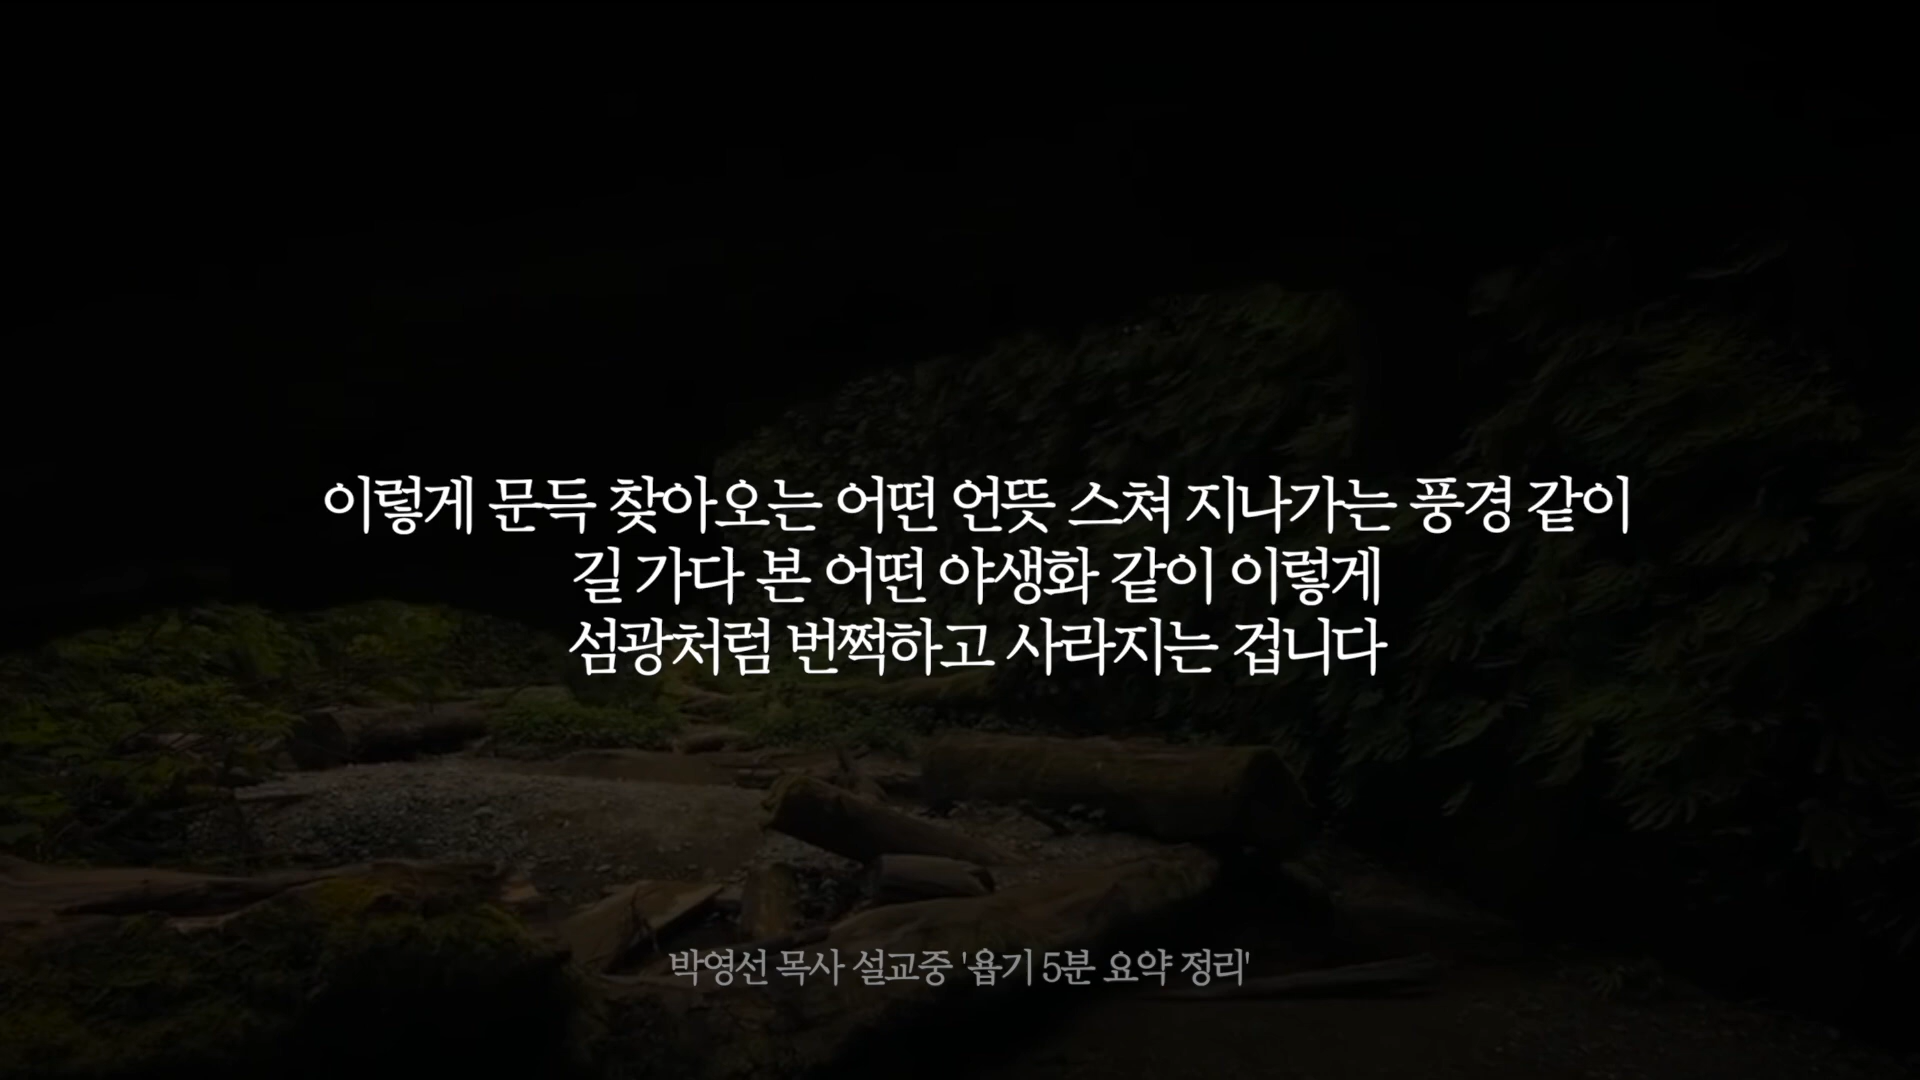 이렇게 문득 찾아오는 어떤 언뜻 스쳐 지나가는 풍경 같이
길 가다 본 어떤 야생화 같이 이렇게
섬광처럼 번쩍하고 사라지는 겁니다
박영선 목사 설교중 '욥기 5분 요약 정리'